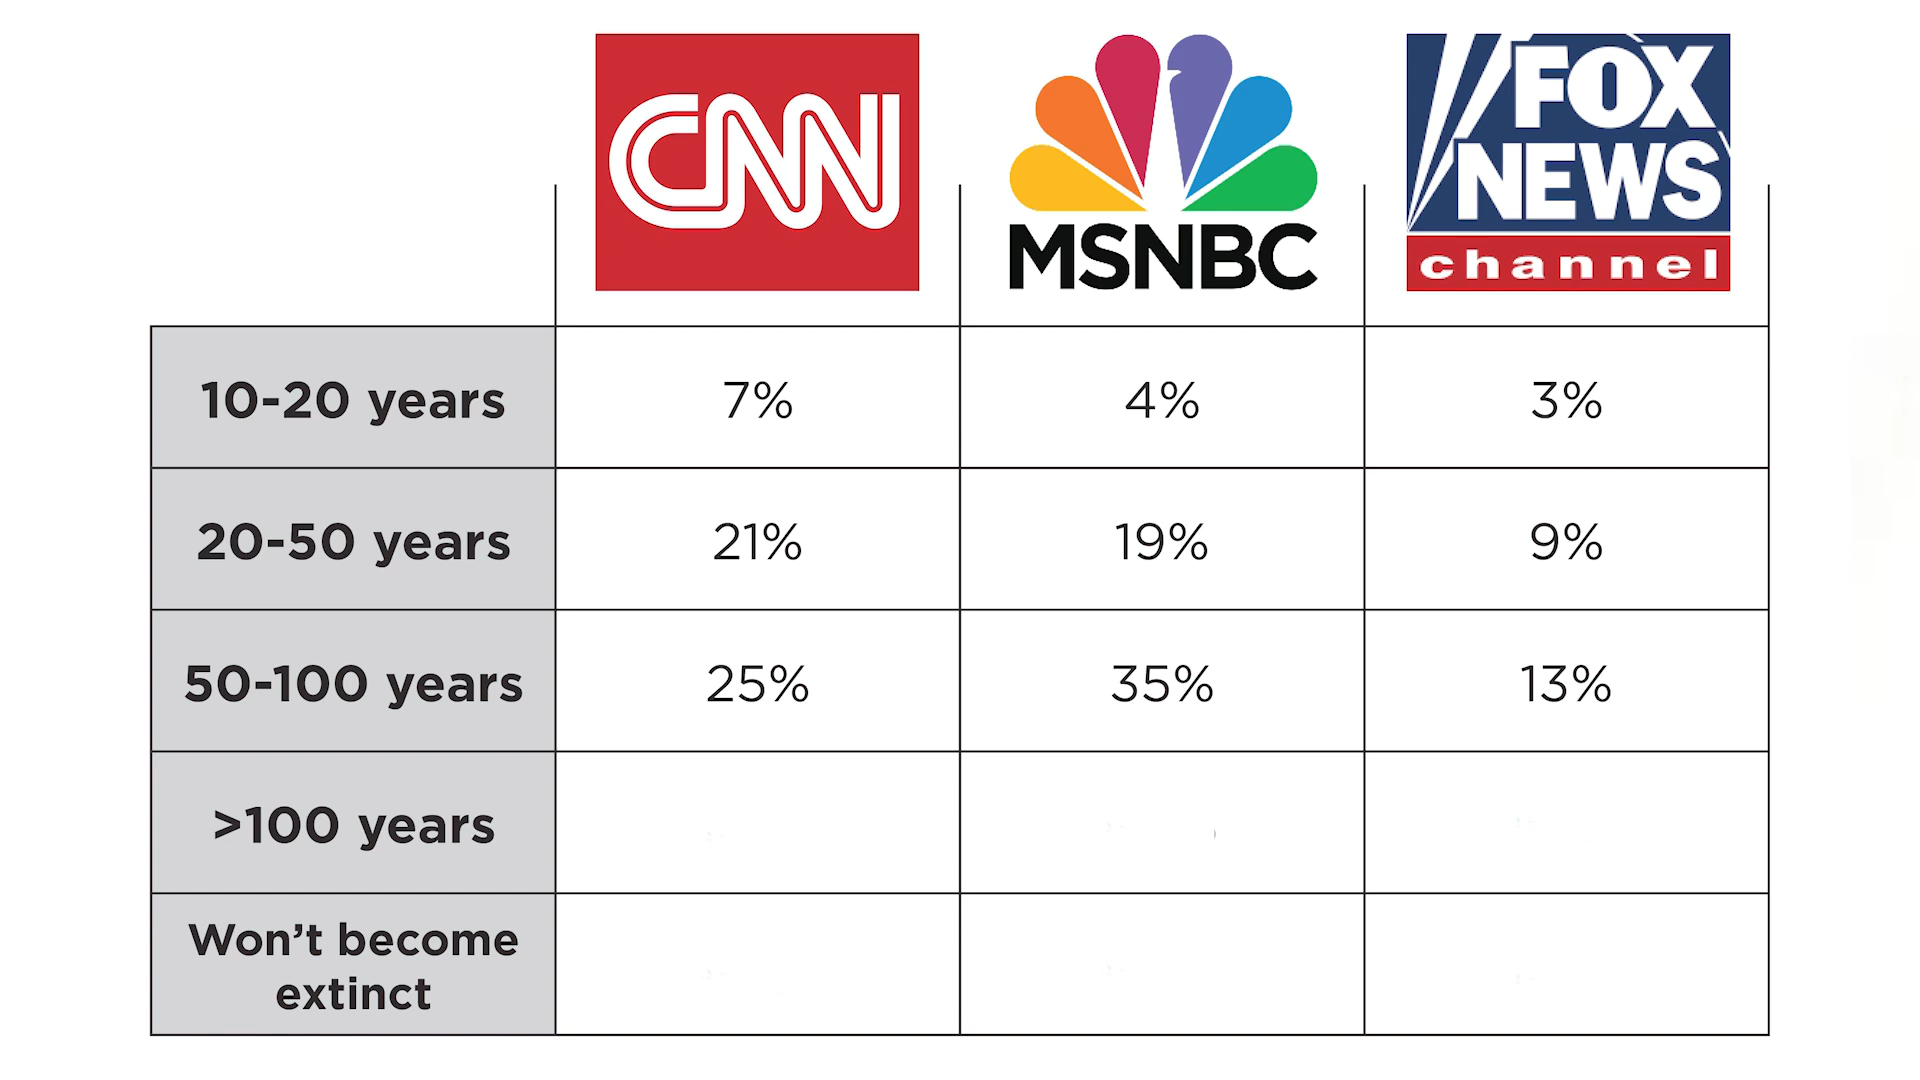 CNN
MSNBC
FOX
NEWS
channel
10-20 years 7% 4% 3%
20-50 years 21% 19% 9%
50-100 years 25% 35% 13%
>100 years
Won’t become
extinct